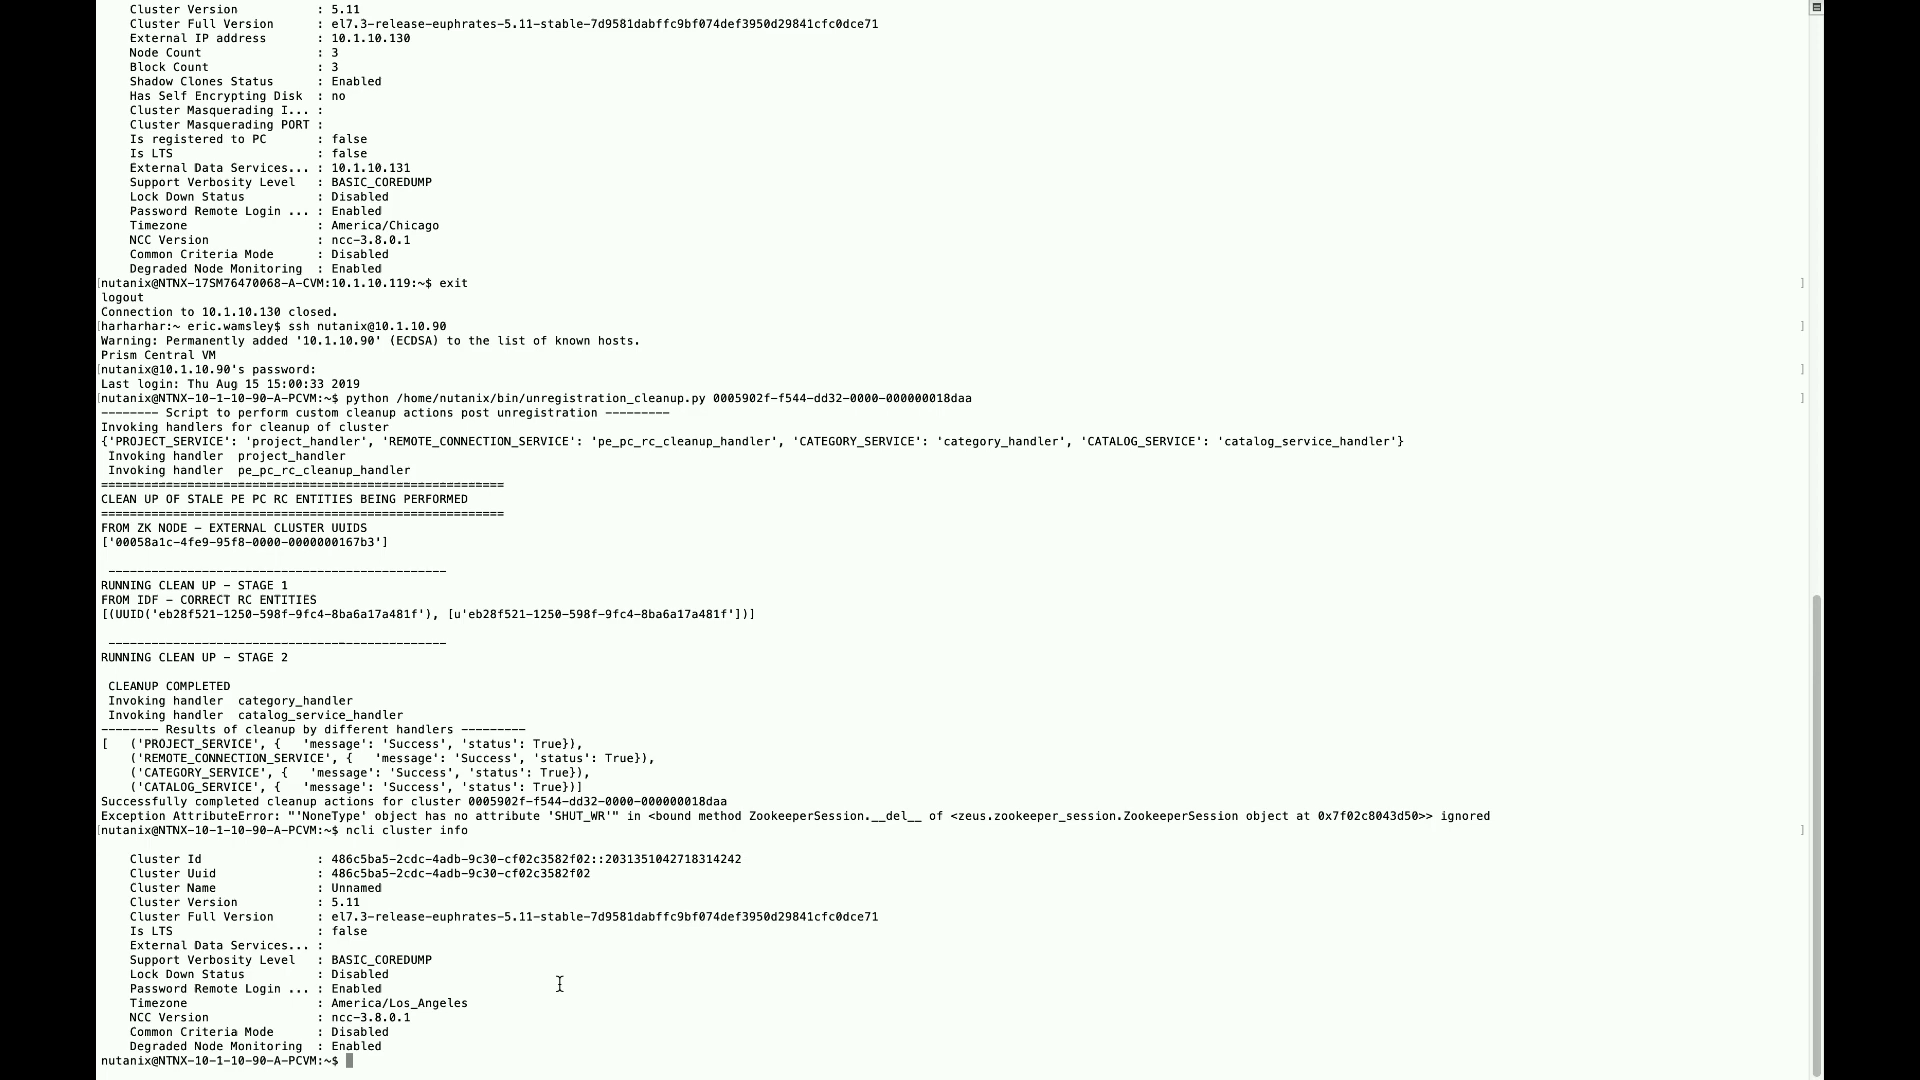 Cluster Version           : 5.11
Cluster Full Version      : el7.3-release-euphrates-5.11-stable-7d9581dabffc9bf074def3950d29841cfc0dce71
External IP address       : 10.1.10.130
Node Count                : 3
Block Count               : 3
Shadow Clones Status      : Enabled
Has Self Encrypting Disk  : no
Cluster Masquerading I... :
Cluster Masquerading PORT :
Is registered to PC       : false
Is LTS                    : false
External Data Services... : 10.1.10.131
Support Verbosity Level   : BASIC_COREDUMP
Lock Down Status          : Disabled
Password Remote Login ... : Enabled
Timezone                  : America/Chicago
NCC Version               : ncc-3.8.0.1
Common Criteria Mode      : Disabled
Degraded Node Monitoring  : Enabled
[nutanix@NTNX-17SM76470068-A-CVM:10.1.10.119:~$ exit ]
logout
Connection to 10.1.10.130 closed.
[harharhar:~ eric.wamsley$ ssh nutanix@10.1.10.90 ]
Warning: Permanently added '10.1.10.90' (ECDSA) to the list of known hosts.
Prism Central VM
[nutanix@10.1.10.90's password: ]
Last login: Thu Aug 15 15:00:33 2019
[nutanix@NTNX-10-1-10-90-A-PCVM:~$ python /home/nutanix/bin/unregistration_cleanup.py 0005902f-f544-dd32-0000-000000018daa ]
-------- Script to perform custom cleanup actions post unregistration ---------
Invoking handlers for cleanup of cluster
{'PROJECT_SERVICE': 'project_handler', 'REMOTE_CONNECTION_SERVICE': 'pe_pc_rc_cleanup_handler', 'CATEGORY_SERVICE': 'category_handler', 'CATALOG_SERVICE': 'catalog_service_handler'}
Invoking handler  project_handler
Invoking handler  pe_pc_rc_cleanup_handler
========================================================
CLEAN UP OF STALE PE PC RC ENTITIES BEING PERFORMED
========================================================
FROM ZK NODE - EXTERNAL CLUSTER UUIDS
['00058a1c-4fe9-95f8-0000-0000000167b3']
-----------------------------------------------
RUNNING CLEAN UP - STAGE 1
FROM IDF - CORRECT RC ENTITIES
[(UUID('eb28f521-1250-598f-9fc4-8ba6a17a481f'), [u'eb28f521-1250-598f-9fc4-8ba6a17a481f'])]
-----------------------------------------------
RUNNING CLEAN UP - STAGE 2
CLEANUP COMPLETED
Invoking handler  category_handler
Invoking handler  catalog_service_handler
-------- Results of cleanup by different handlers ---------
[   ('PROJECT_SERVICE', {   'message': 'Success', 'status': True}),
('REMOTE_CONNECTION_SERVICE', {   'message': 'Success', 'status': True}),
('CATEGORY_SERVICE', {   'message': 'Success', 'status': True}),
('CATALOG_SERVICE', {   'message': 'Success', 'status': True})]
Successfully completed cleanup actions for cluster 0005902f-f544-dd32-0000-000000018daa
Exception AttributeError: "'NoneType' object has no attribute 'SHUT_WR'" in <bound method ZookeeperSession.__del__ of <zeus.zookeeper_session.ZookeeperSession object at 0x7f02c8043d50>> ignored
[nutanix@NTNX-10-1-10-90-A-PCVM:~$ ncli cluster info ]
Cluster Id                : 486c5ba5-2cdc-4adb-9c30-cf02c3582f02::2031351042718314242
Cluster Uuid              : 486c5ba5-2cdc-4adb-9c30-cf02c3582f02
Cluster Name              : Unnamed
Cluster Version           : 5.11
Cluster Full Version      : el7.3-release-euphrates-5.11-stable-7d9581dabffc9bf074def3950d29841cfc0dce71
Is LTS                    : false
External Data Services... :
Support Verbosity Level   : BASIC_COREDUMP
Lock Down Status          : Disabled
Password Remote Login ... : Enabled
Timezone                  : America/Los_Angeles
NCC Version               : ncc-3.8.0.1
Common Criteria Mode      : Disabled
Degraded Node Monitoring  : Enabled
nutanix@NTNX-10-1-10-90-A-PCVM:~$